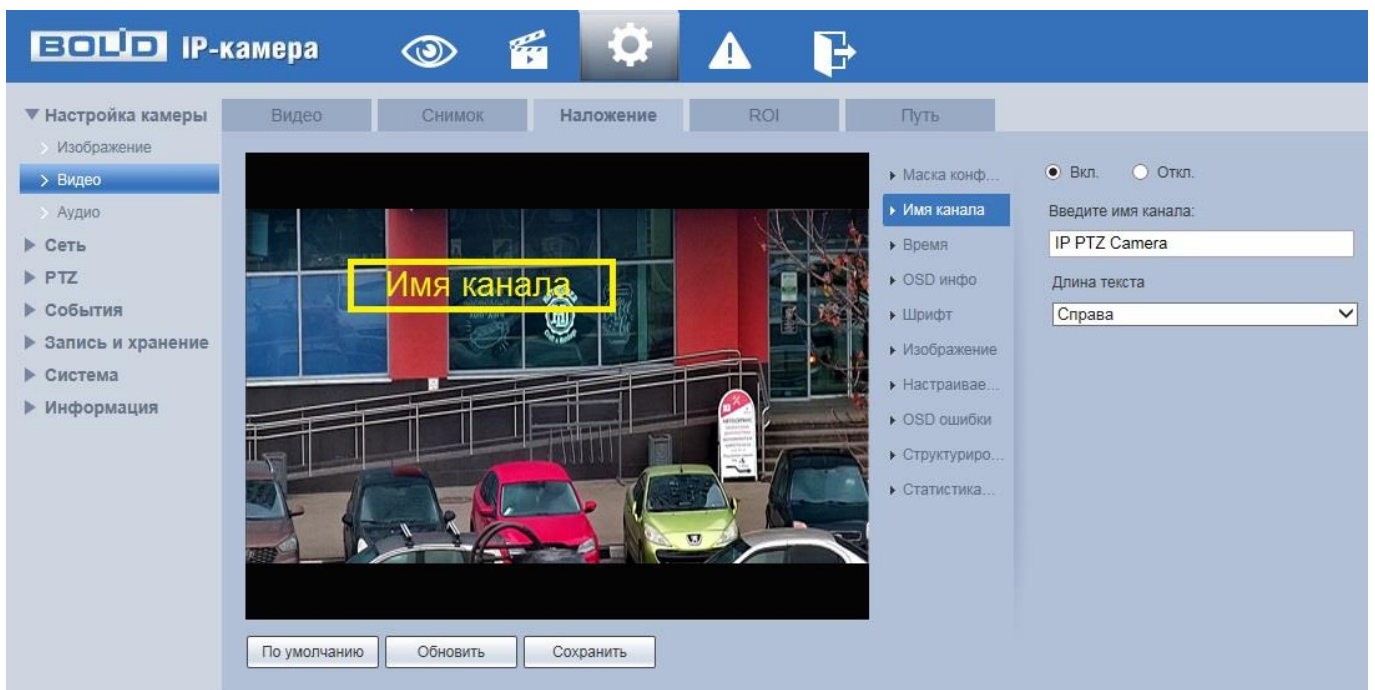 BOLID IP-камера
Настройка камеры
Изображение
Видео
Аудио
Сеть
PTZ
События
Запись и хранение
Система
Информация
Видео
Снимок
Наложение
ROI
Путь
Имя канала
Маска конф...
Имя канала
Время
OSD инфо
Шрифт
Изображение
Настраивае...
OSD ошибки
Структуриро...
Статистика...
Вкл.
Откл.
Введите имя канала:
IP PTZ Camera
Длина текста
Справа
По умолчанию
Обновить
Сохранить